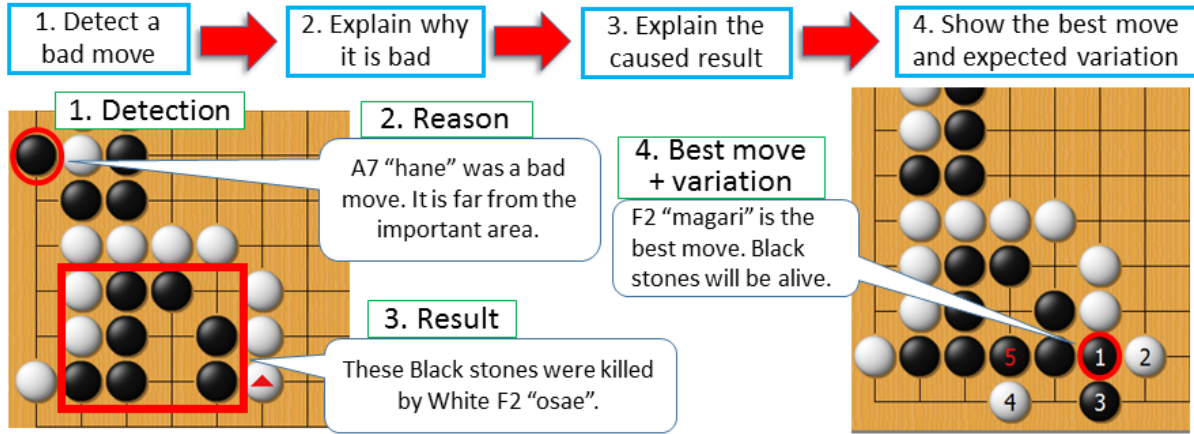 1. Detect a
bad move
2. Explain why
it is bad
3. Explain the
caused result
4. Show the best move
and expected variation
1. Detection
2. Reason
A7 “hane” was a bad
move. It is far from the
important area.
3. Result
These Black stones were killed
by White F2 “osae”.
4. Best move
+ variation
F2 “magari” is the
best move. Black
stones will be alive.
5
1
2
4
3